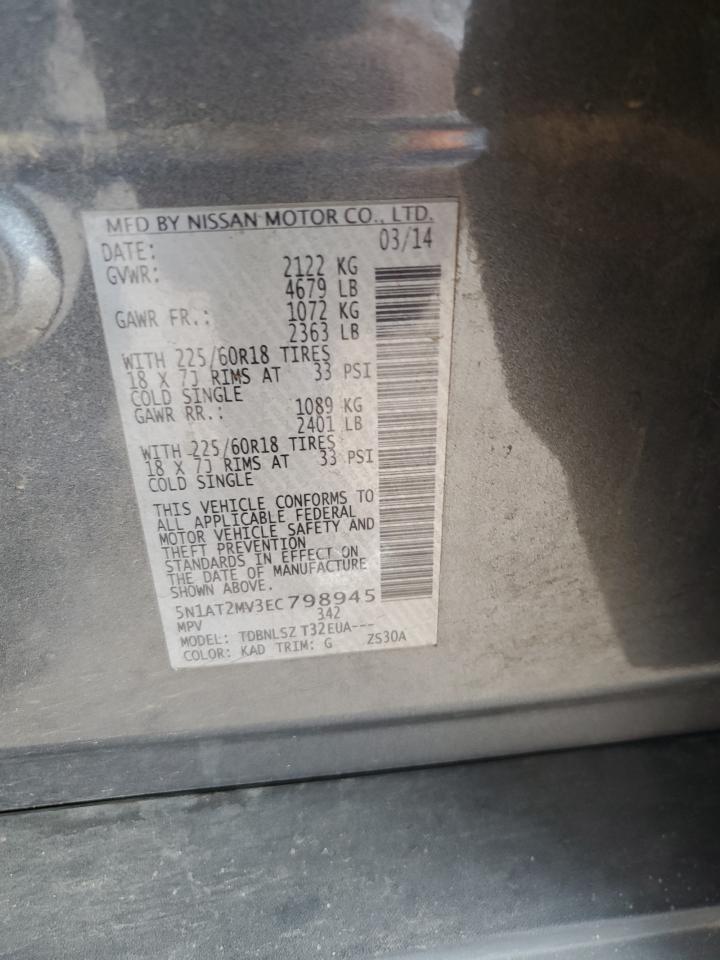 MFD BY NISSAN MOTOR CO., LTD.
DATE: 03/14
GVWR: 2122 KG
4679 LB
GAWR FR.: 1072 KG
2363 LB
WITH 225/60R18 TIRES
18 X 7J RIMS AT 33 PSI
COLD SINGLE
GAWR RR.: 1089 KG
2401 LB
WITH 225/60R18 TIRES
18 X 7J RIMS AT 33 PSI
COLD SINGLE
THIS VEHICLE CONFORMS TO
ALL APPLICABLE FEDERAL
MOTOR VEHICLE SAFETY AND
THEFT PREVENTION
STANDARDS IN EFFECT ON
THE DATE OF MANUFACTURE
SHOWN ABOVE.
5N1AT2MV3EC798945
MPV 342
MODEL: TDBNLSZ T32EUA---
COLOR: KAD TRIM: G ZS30A